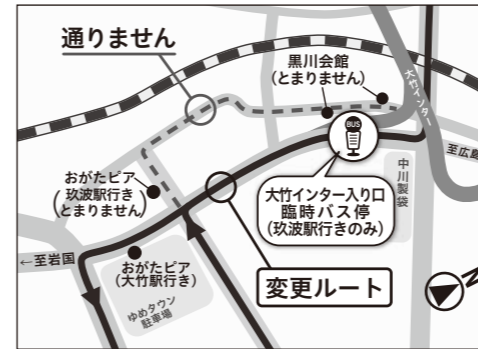 通りません
黒川会館
(とまりません)
大竹インター
BUS
至広島
おがたピア
(玖波駅行き
とまりません)
大竹インター入り口
臨時バス停
(玖波駅行きのみ)
中川製袋
←至岩国
おがたピア
(大竹駅行き)
変更ルート
ゆめタウン
駐車場
N